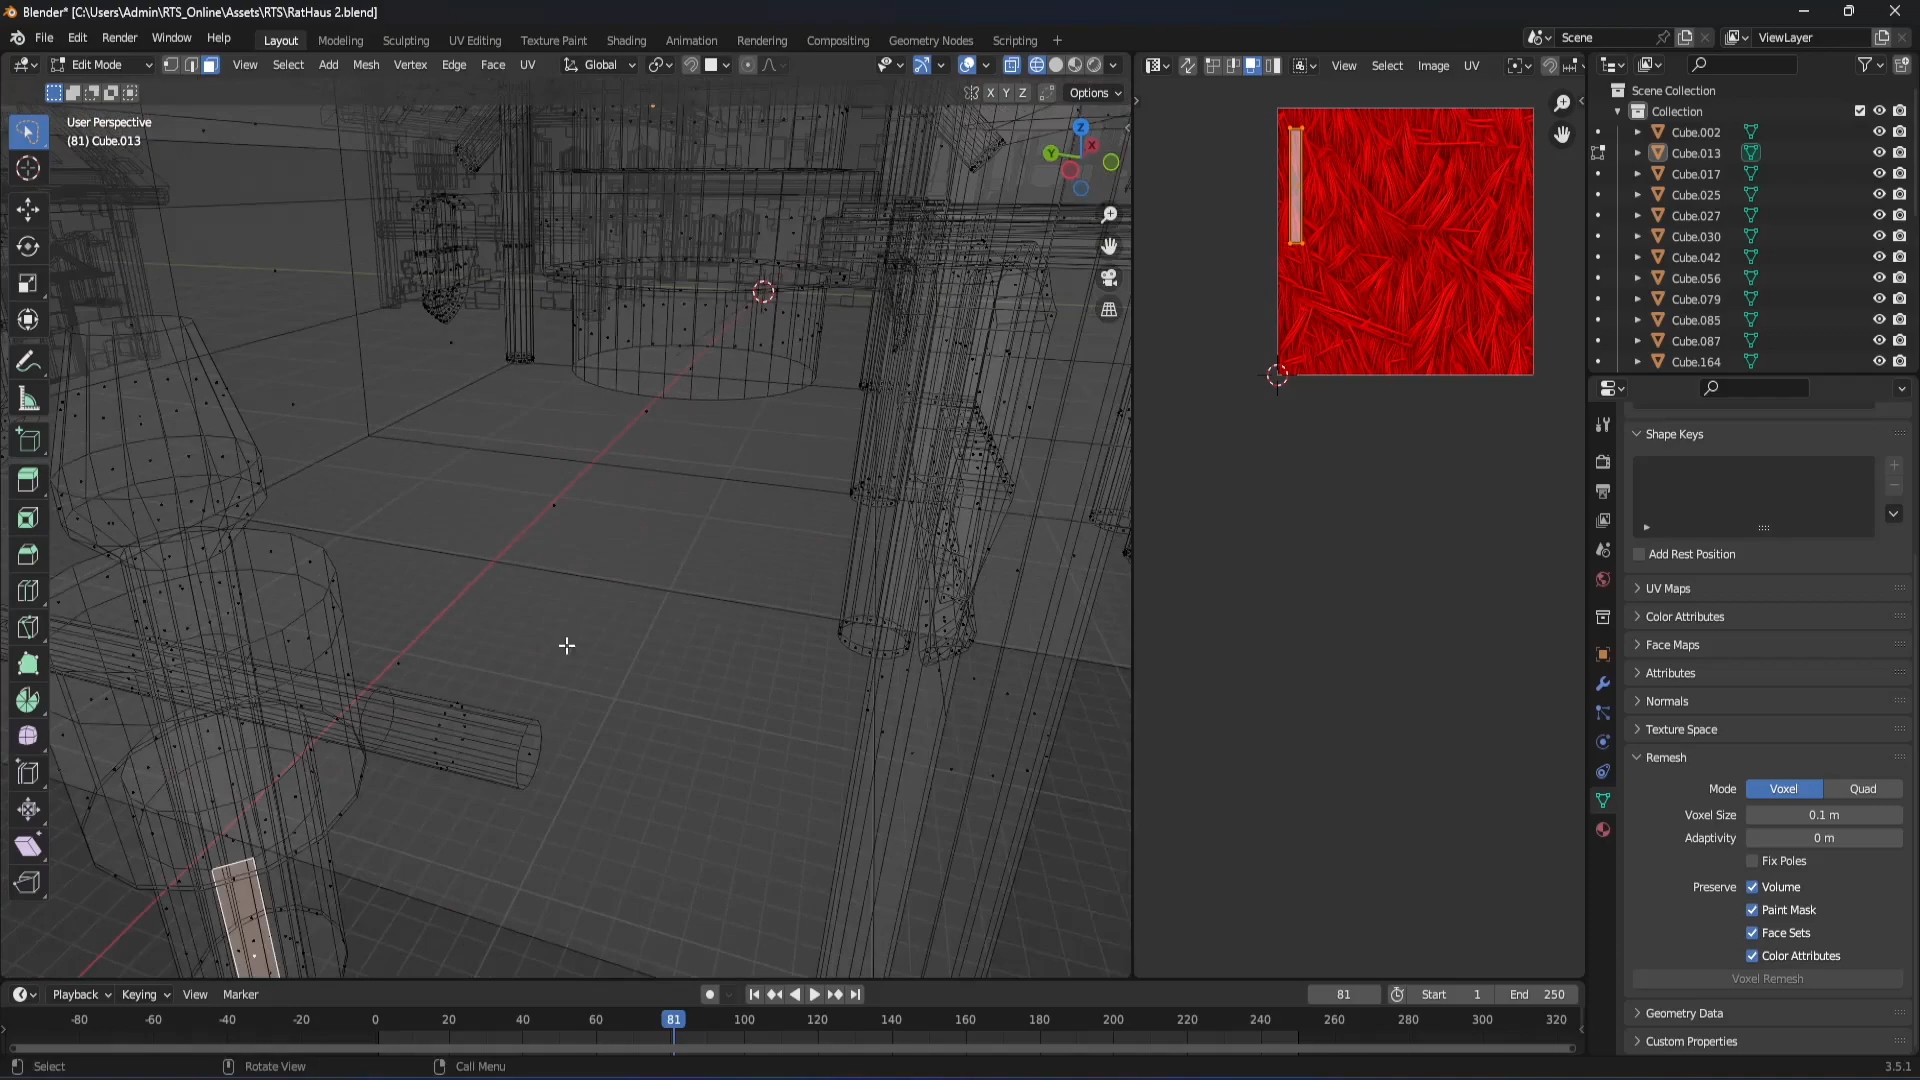 Blender* [C:\Users\Admin\RTS_Online\Assets\RTS\RatHaus 2.blend]
File Edit Render Window Help Layout Modeling Sculpting UV Editing Texture Paint Shading Animation Rendering Compositing Geometry Nodes Scripting + Scene ViewLayer
Edit Mode View Select Add Mesh Vertex Edge Face UV Global View Select Image UV
X Y Z Options
User Perspective
(81) Cube.013
Z
X
Y
Scene Collection
Collection
Cube.002
Cube.013
Cube.017
Cube.025
Cube.027
Cube.030
Cube.042
Cube.056
Cube.079
Cube.085
Cube.087
Cube.164
Shape Keys
Add Rest Position
UV Maps
Color Attributes
Face Maps
Attributes
Normals
Texture Space
Remesh
Mode Voxel Quad
Voxel Size 0.1 m
Adaptivity 0 m
Fix Poles
Preserve Volume
Paint Mask
Face Sets
Color Attributes
Voxel Remesh
Geometry Data
Custom Properties
Playback Keying View Marker 81 Start 1 End 250
-80 -60 -40 -20 0 20 40 60 81 100 120 140 160 180 200 220 240 260 280 300 320
Select Rotate View Call Menu 3.5.1